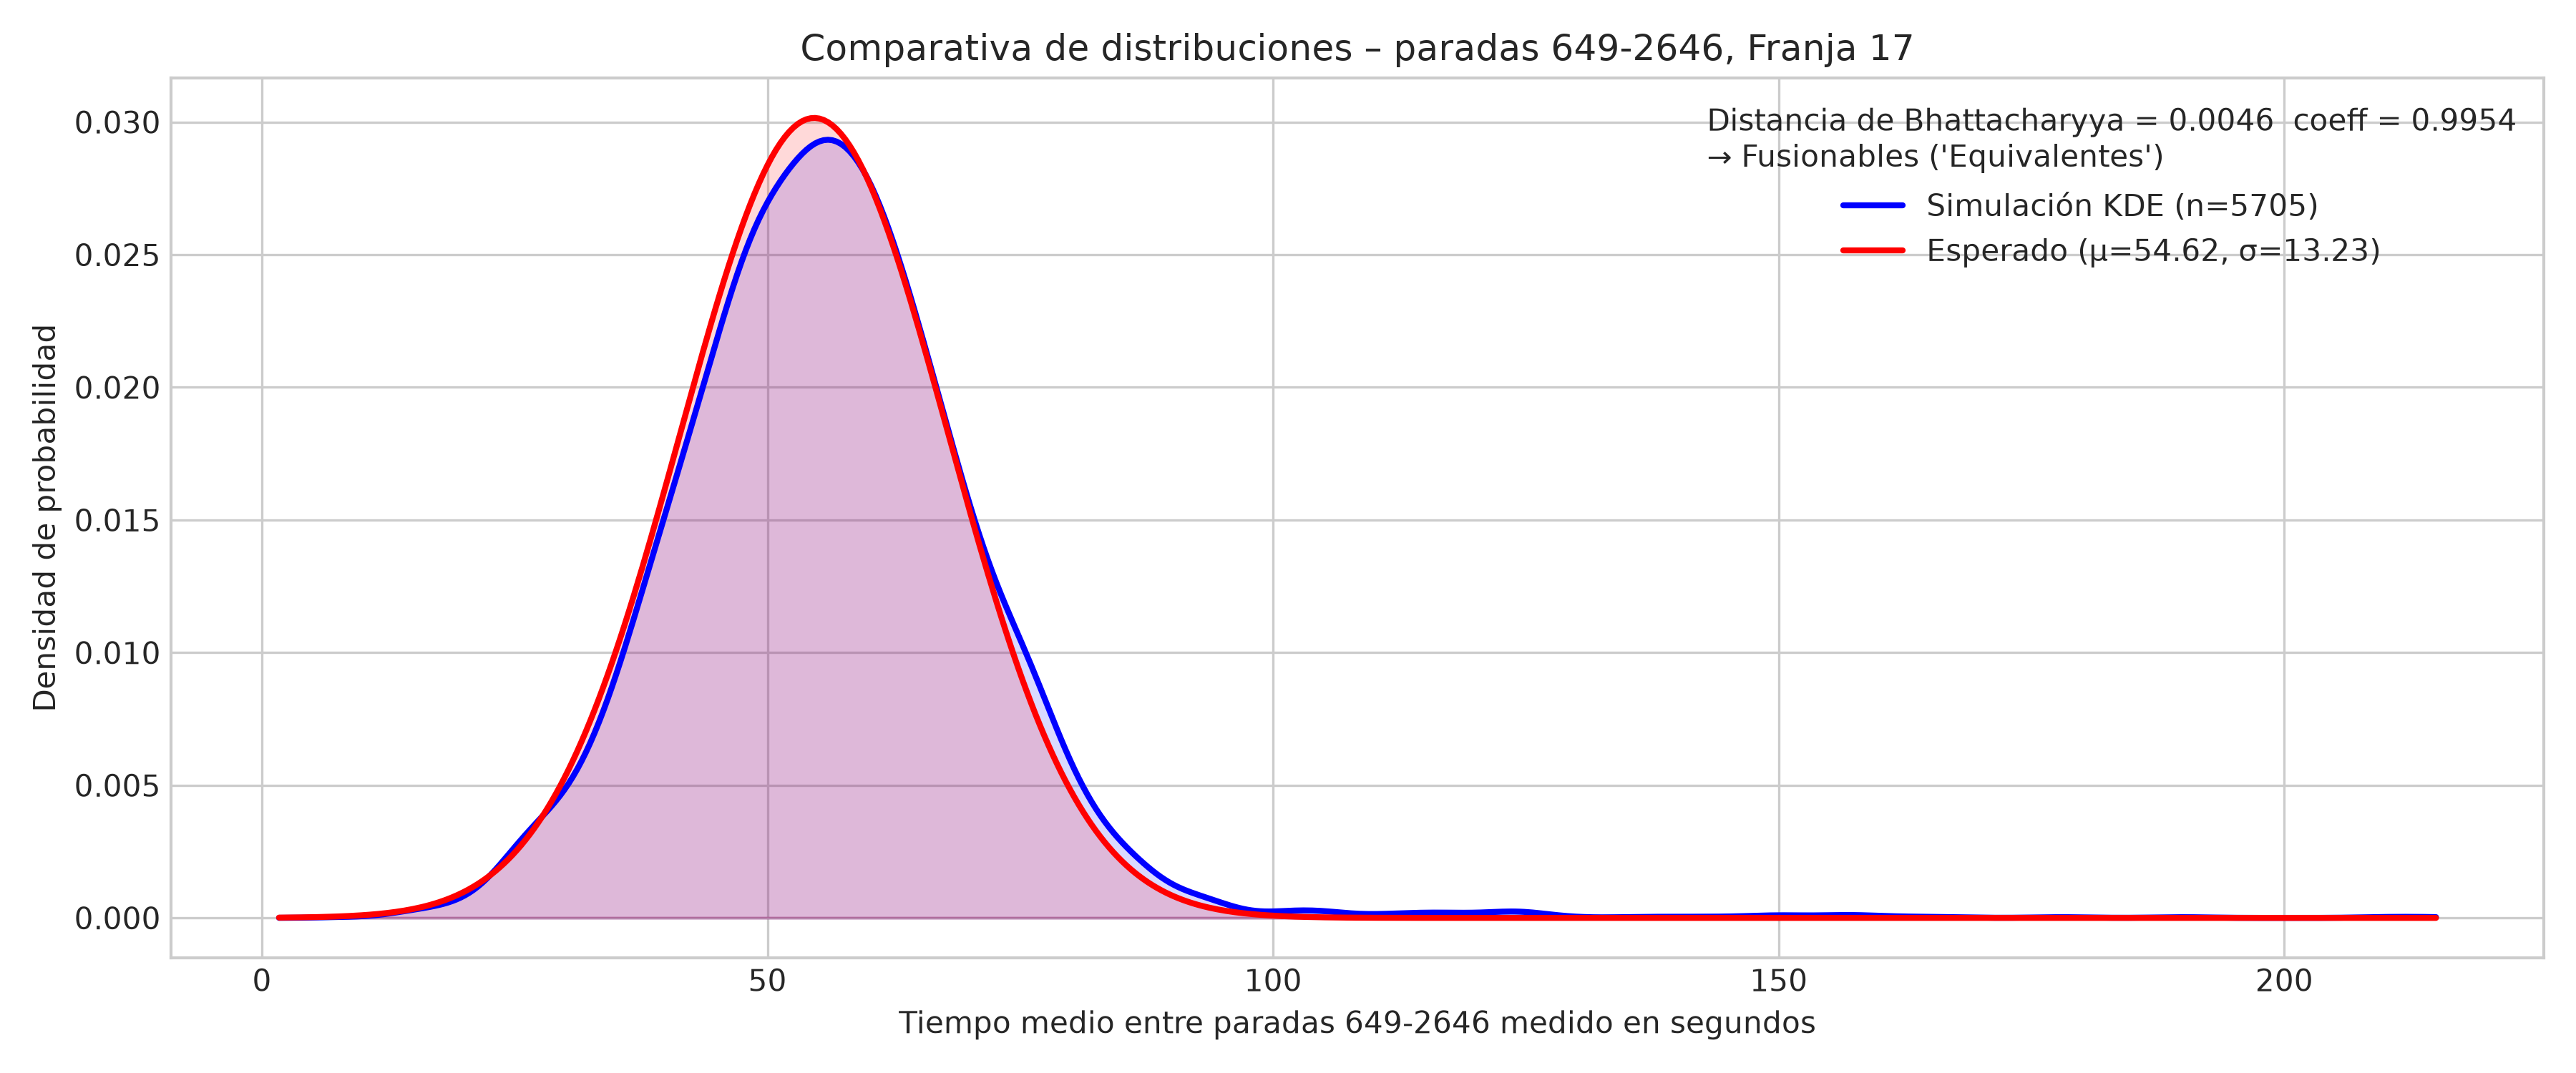 Comparativa de distribuciones – paradas 649-2646, Franja 17
Distancia de Bhattacharyya = 0.0046  coeff = 0.9954
→ Fusionables ('Equivalentes')
Simulación KDE (n=5705)
Esperado (μ=54.62, σ=13.23)
Densidad de probabilidad
0.030
0.025
0.020
0.015
0.010
0.005
0.000
0 50 100 150 200
Tiempo medio entre paradas 649-2646 medido en segundos